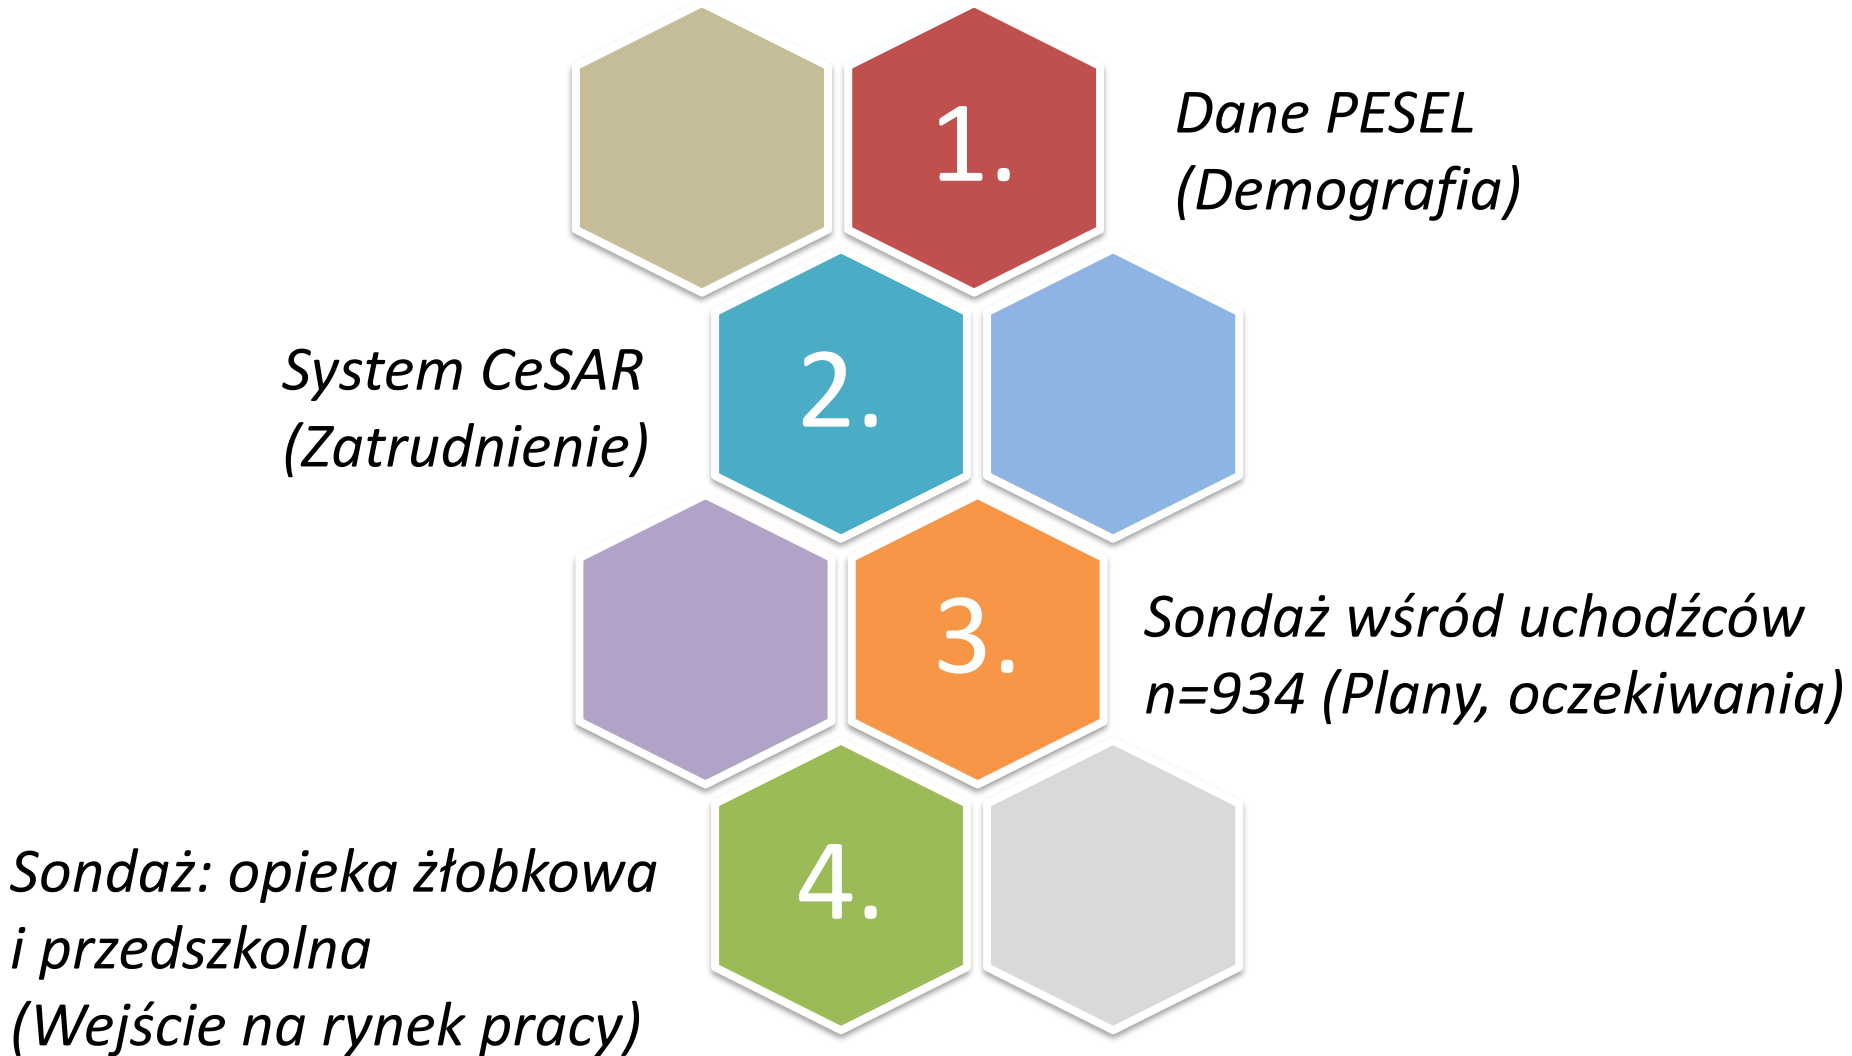 1.
Dane PESEL
(Demografia)
2.
System CeSAR
(Zatrudnienie)
3.
Sondaż wśród uchodźców
n=934 (Plany, oczekiwania)
4.
Sondaż: opieka żłobkowa
i przedszkolna
(Wejście na rynek pracy)